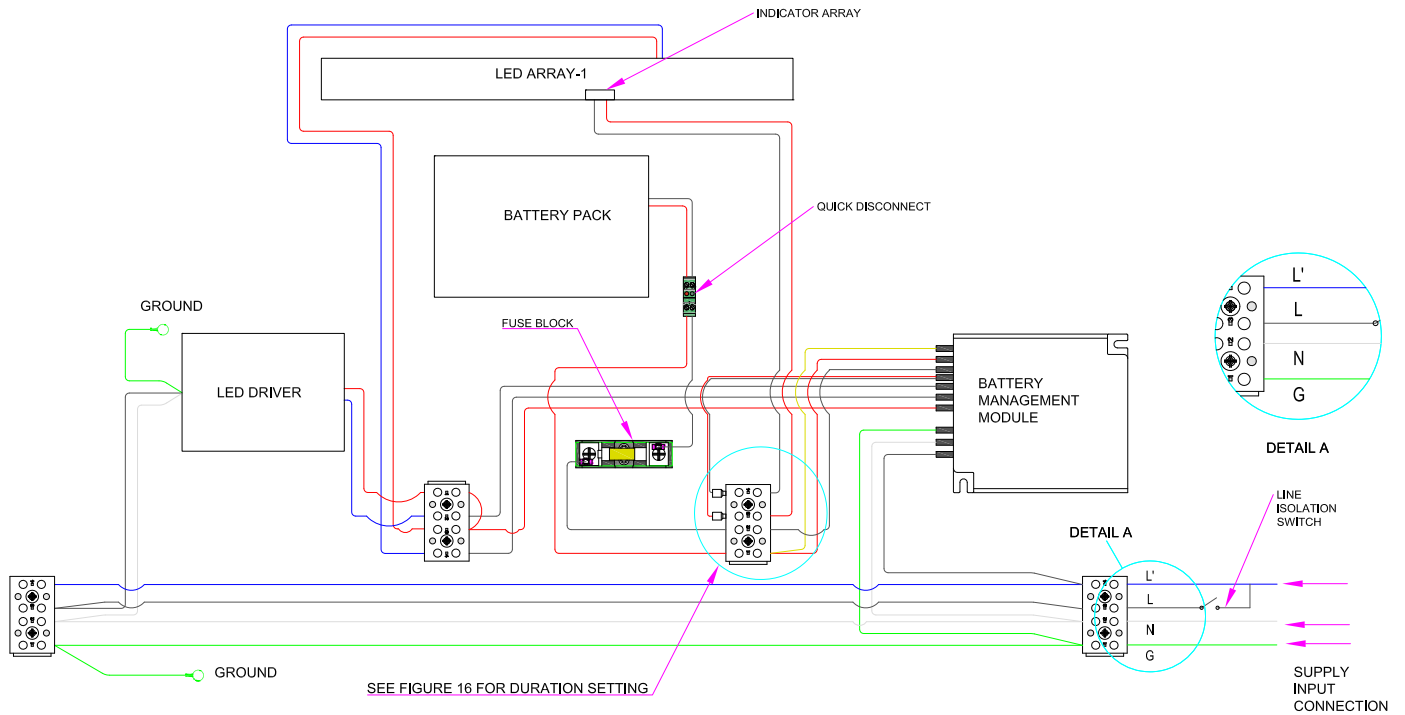 INDICATOR ARRAY
LED ARRAY-1
BATTERY PACK
QUICK DISCONNECT
GROUND
FUSE BLOCK
LED DRIVER
BATTERY
MANAGEMENT
MODULE
L'
L
N
G
DETAIL A
LINE
ISOLATION
SWITCH
DETAIL A
L'
L
N
G
GROUND
SEE FIGURE 16 FOR DURATION SETTING
SUPPLY
INPUT
CONNECTION